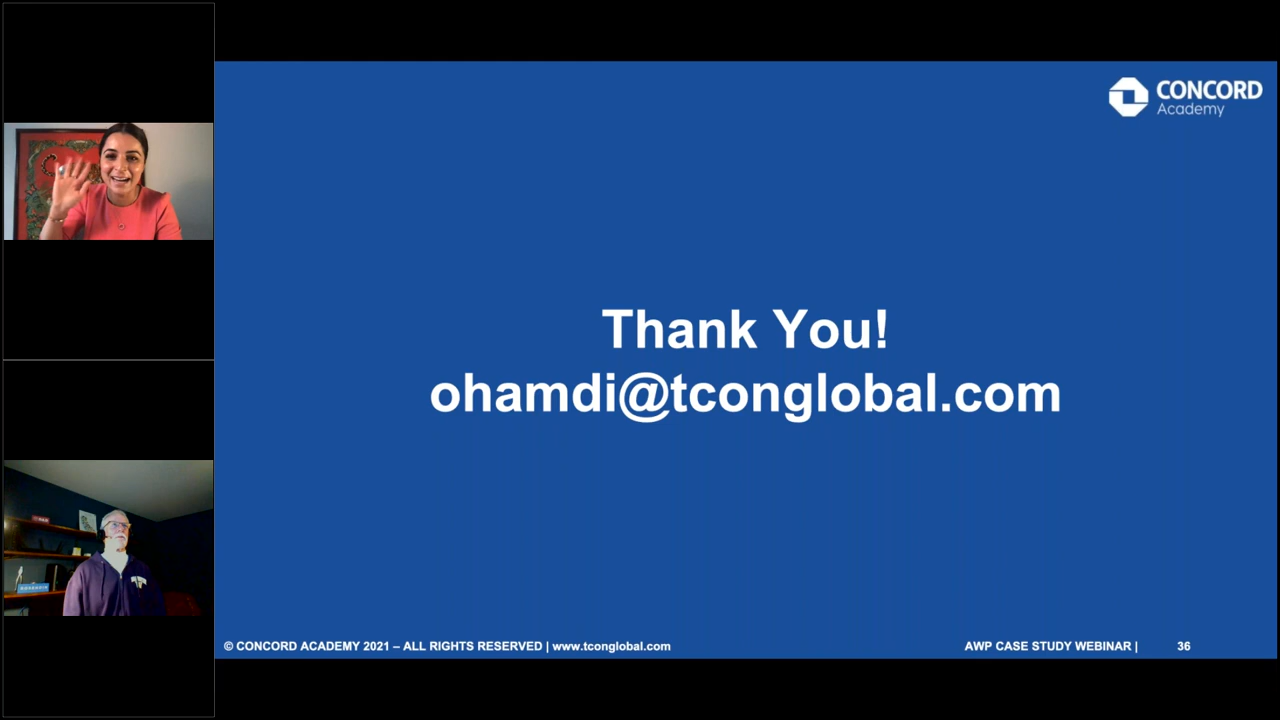 CONCORD
Academy
Thank You!
ohamdi@tconglobal.com
© CONCORD ACADEMY 2021 – ALL RIGHTS RESERVED | www.tconglobal.com
AWP CASE STUDY WEBINAR | 36